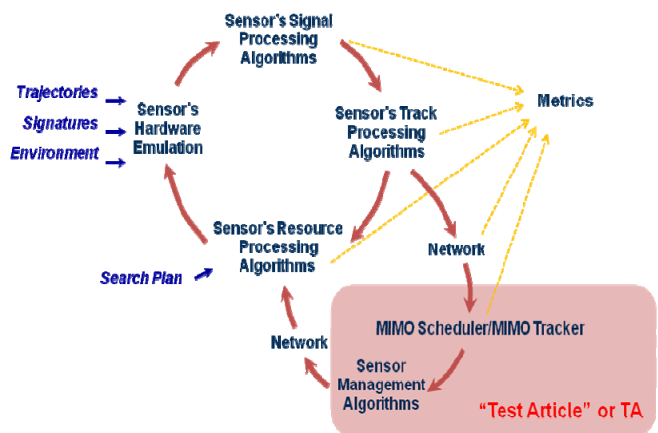 Sensor's Signal
Processing
Algorithms
Trajectories
Signatures
Environment
Sensor's
Hardware
Emulation
Metrics
Sensor's Track
Processing
Algorithms
Sensor's Resource
Processing
Algorithms
Network
Search Plan
MIMO Scheduler/MIMO Tracker
Network
Sensor
Management
Algorithms
“Test Article” or TA